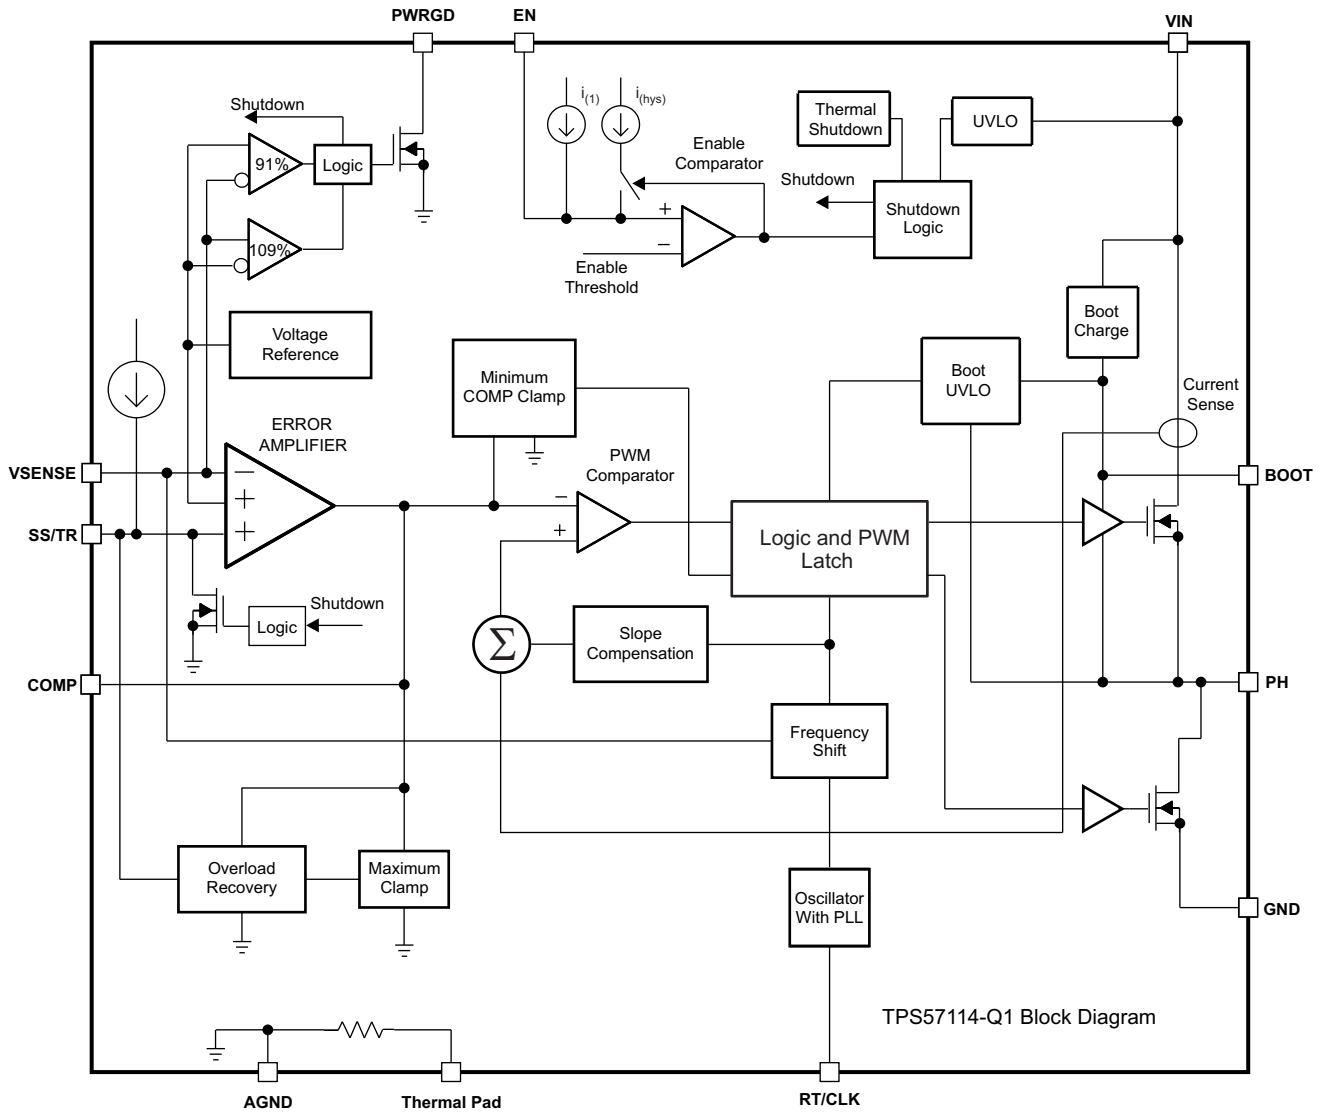 PWRGD
EN
VIN
i(1)
i(hys)
Shutdown
Thermal
Shutdown
UVLO
Enable
Comparator
91%
Logic
Shutdown
Shutdown
Logic
+
−
109%
Enable
Threshold
Boot
Charge
Voltage
Reference
Minimum
COMP Clamp
Boot
UVLO
Current
Sense
ERROR
AMPLIFIER
PWM
Comparator
VSENSE
−
+
+
−
+
BOOT
SS/TR
Logic and PWM
Latch
Shutdown
Logic
Σ
Slope
Compensation
COMP
PH
Frequency
Shift
Overload
Recovery
Maximum
Clamp
Oscillator
With PLL
GND
TPS57114-Q1 Block Diagram
AGND
Thermal Pad
RT/CLK